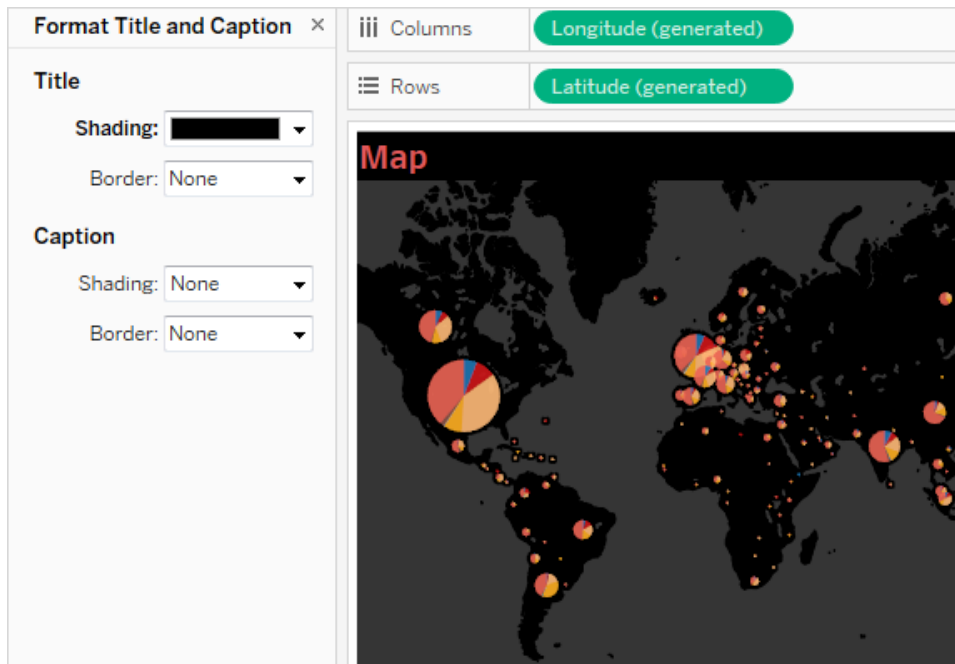 Format Title and Caption
Title
Shading:
Border: None
Caption
Shading: None
Border: None
Columns Longitude (generated)
Rows Latitude (generated)
Map